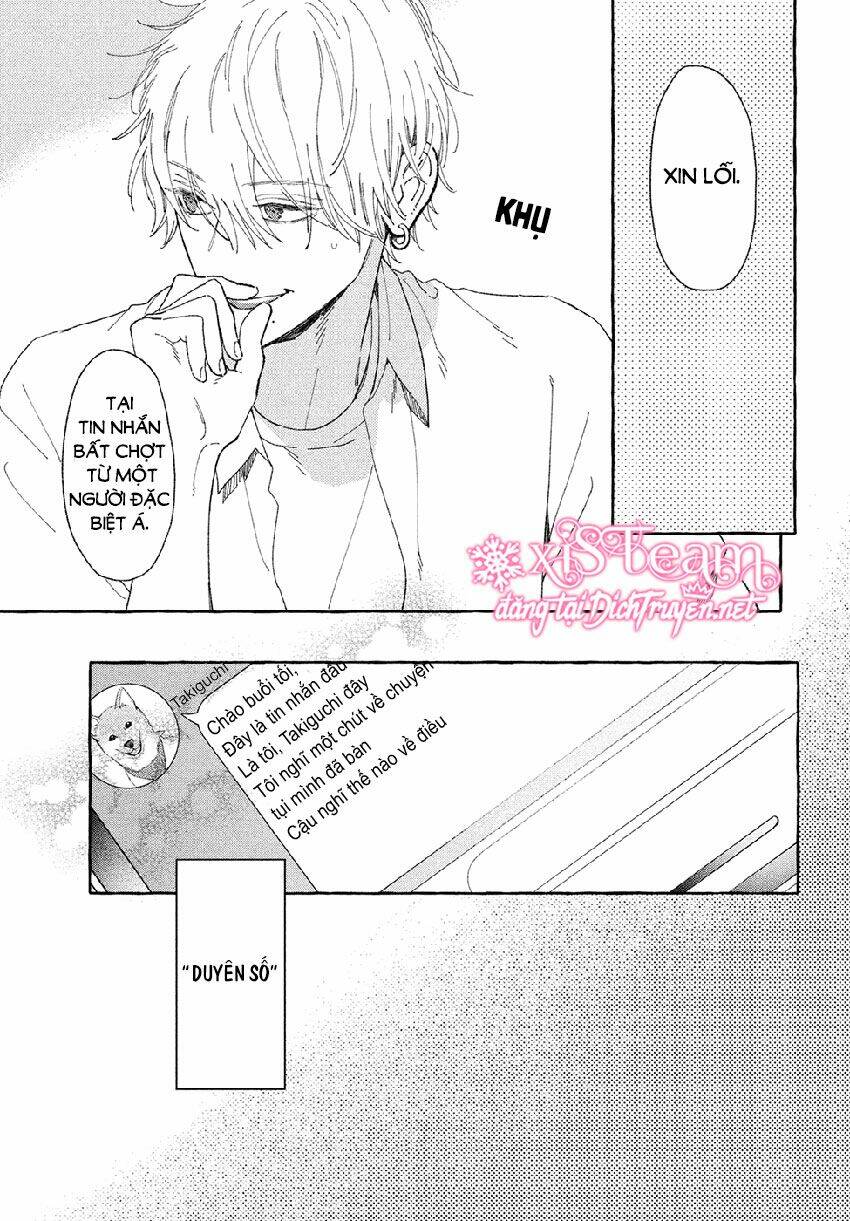 XIN LỖI.
KHỤ
TẠI
TIN NHẮN
BẤT CHỢT
TỪ MỘT
NGƯỜI ĐẶC
BIỆT Á.
xiSTeam
đăng tại DichTruyen.net
Takiguchi
Chào buổi tối,
Đây là tin nhắn đầu
Là tôi, Takiguchi đây
Tôi nghĩ một chút về chuyện
tụi mình đã bàn
Cậu nghĩ thế nào về điều
"DUYÊN SỐ"